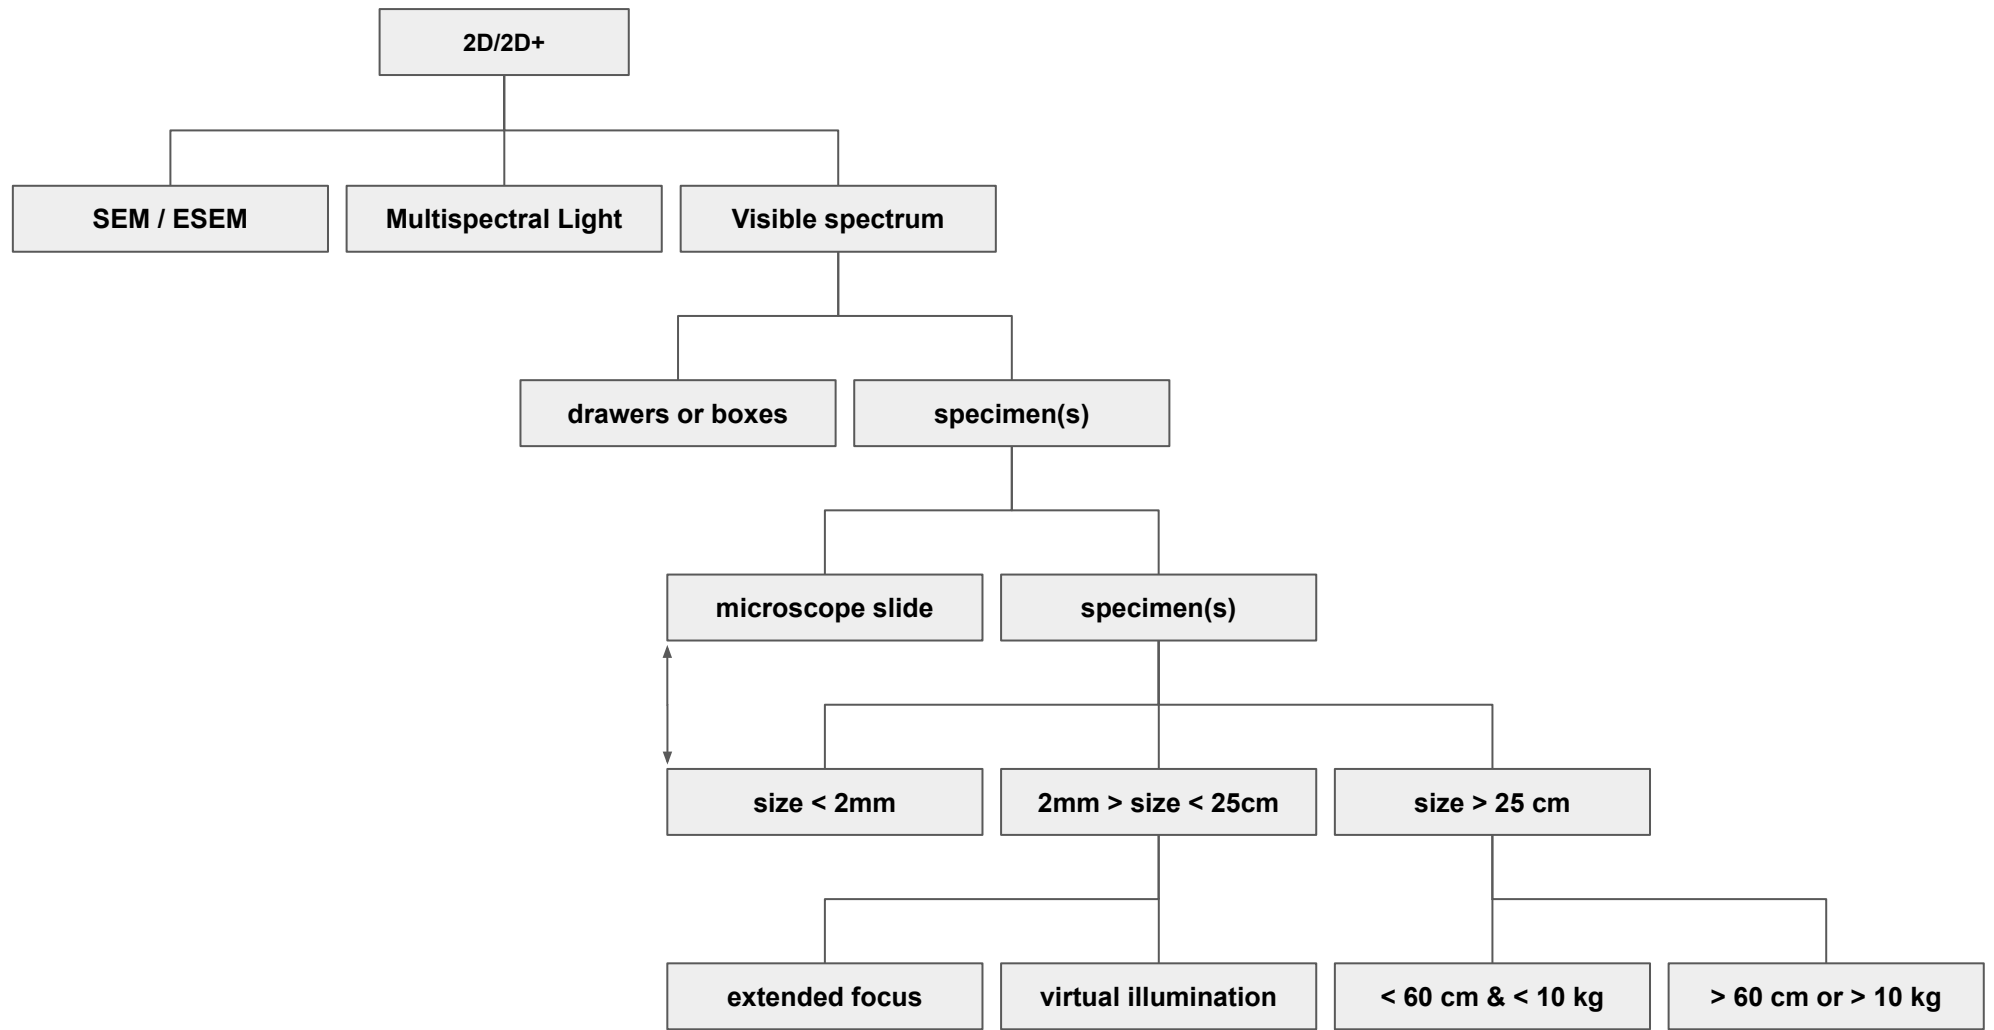 2D/2D+
SEM / ESEM
Multispectral Light
Visible spectrum
drawers or boxes
specimen(s)
microscope slide
specimen(s)
size < 2mm
2mm > size < 25cm
size > 25 cm
extended focus
virtual illumination
< 60 cm & < 10 kg
> 60 cm or > 10 kg